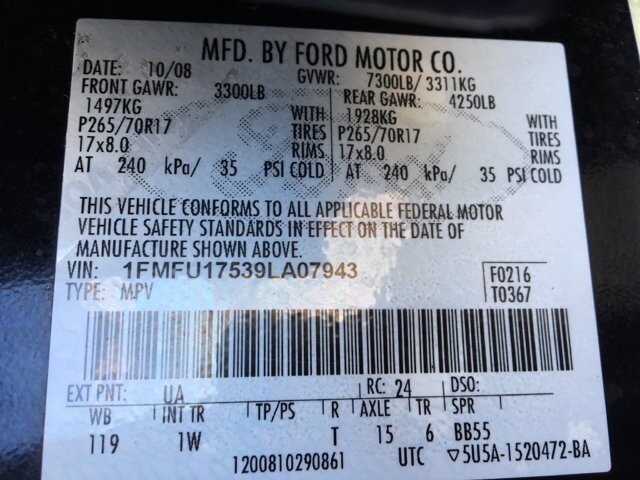 MFD. BY FORD MOTOR CO.
DATE: 10/08 GVWR: 7300LB/ 3311KG
FRONT GAWR: 3300LB REAR GAWR: 4250LB
1497KG WITH 1928KG WITH
P265/70R17 TIRES P265/70R17 TIRES
17x8.0 RIMS 17x8.0 RIMS
AT 240 kPa/ 35 PSI COLD AT 240 kPa/ 35 PSI COLD
THIS VEHICLE CONFORMS TO ALL APPLICABLE FEDERAL MOTOR
VEHICLE SAFETY STANDARDS IN EFFECT ON THE DATE OF
MANUFACTURE SHOWN ABOVE.
VIN: 1FMFU17539LA07943 F0216
TYPE: MPV T0367
EXT PNT: UA RC: 24 DSO:
WB INT TR TP/PS R AXLE TR SPR
119 1W T 15 6 BB55
1200810290861 UTC ▽5U5A-1520472-BA